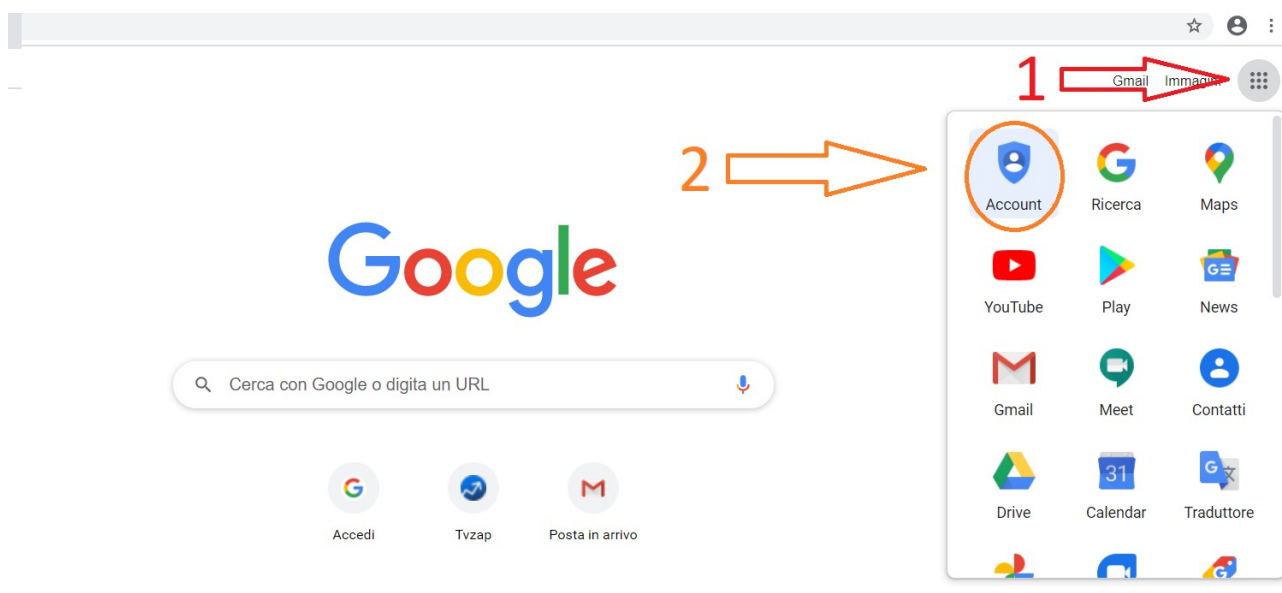 1
Gmail Immagini
2
Account Ricerca Maps
Google
YouTube Play News
Cerca con Google o digita un URL
Gmail Meet Contatti
31
Drive Calendar Traduttore
Accedi Tvzap Posta in arrivo